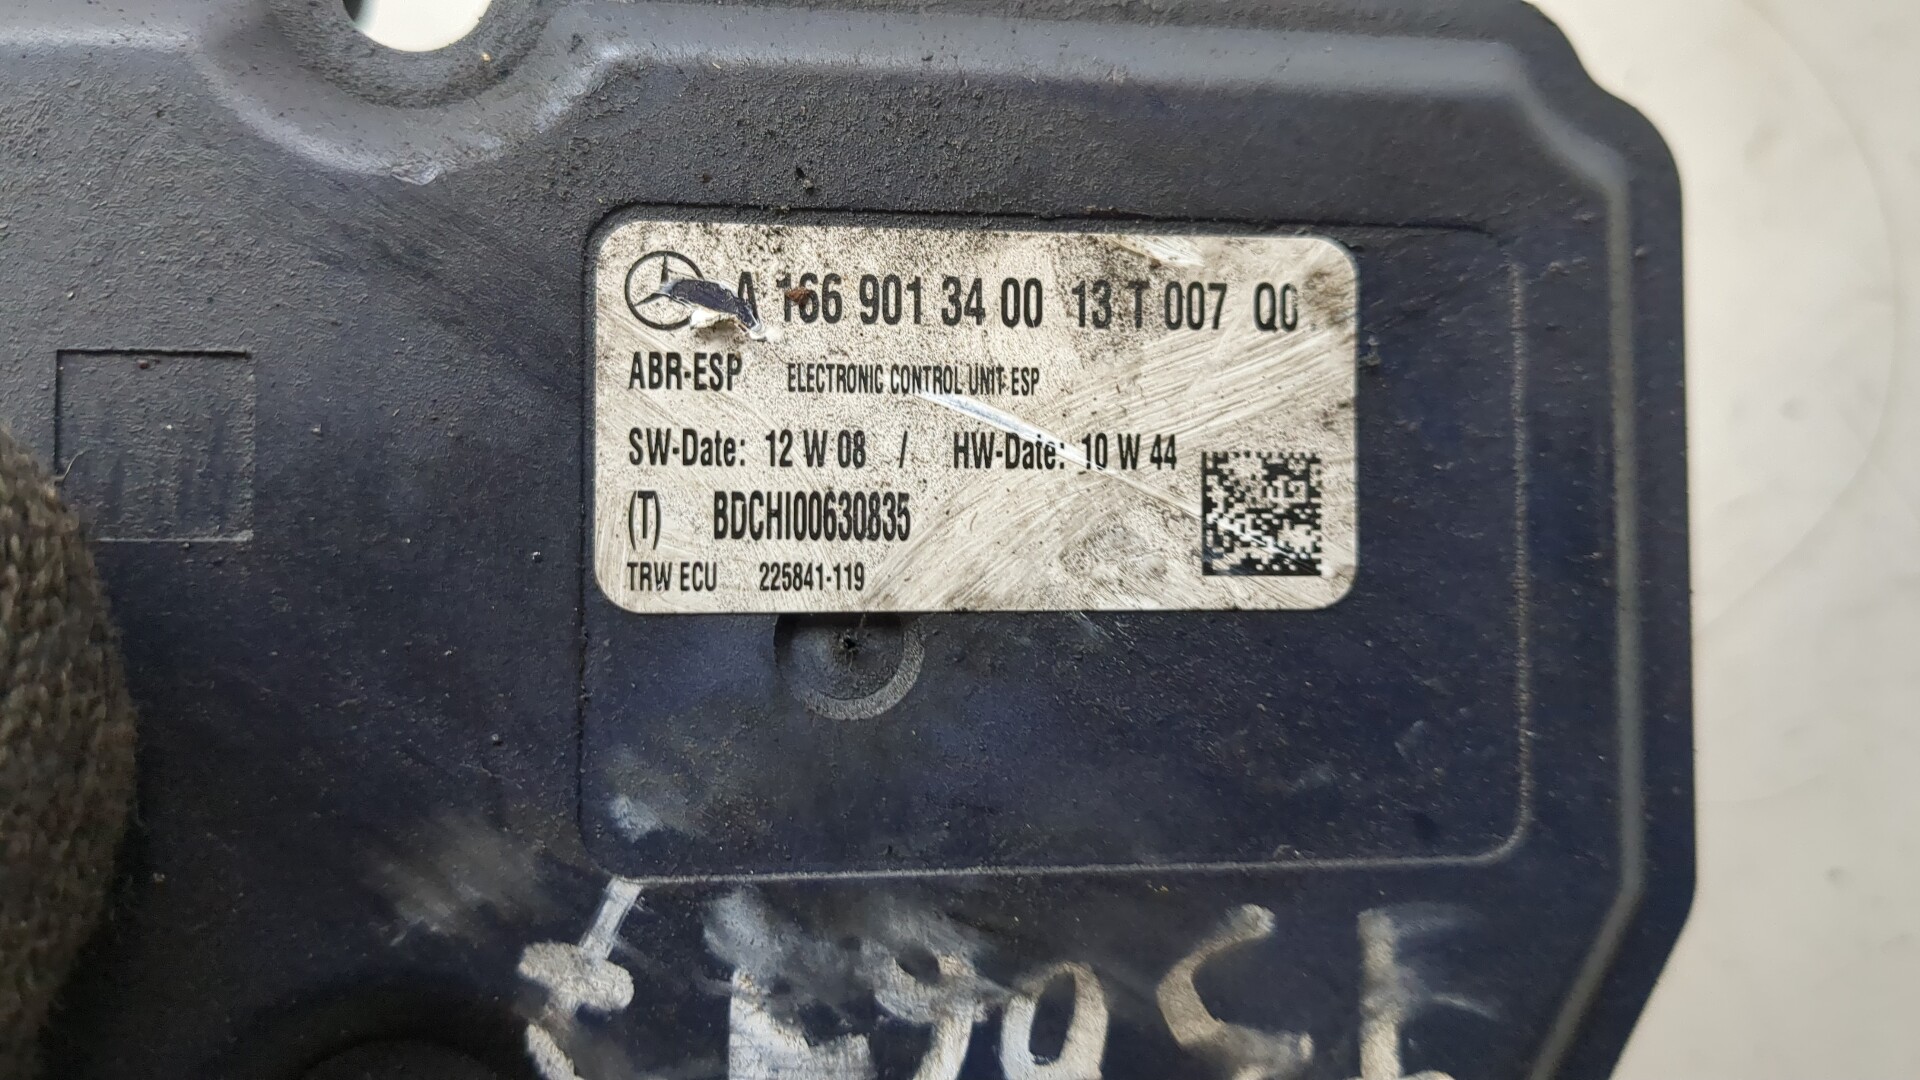 A 166 901 34 00 13 T 007 Q0
ABR-ESP ELECTRONIC CONTROL UNIT ESP
SW-Date: 12 W 08 / HW-Date: 10 W 44
(T) BDCHI00630835
TRW ECU 225841-119